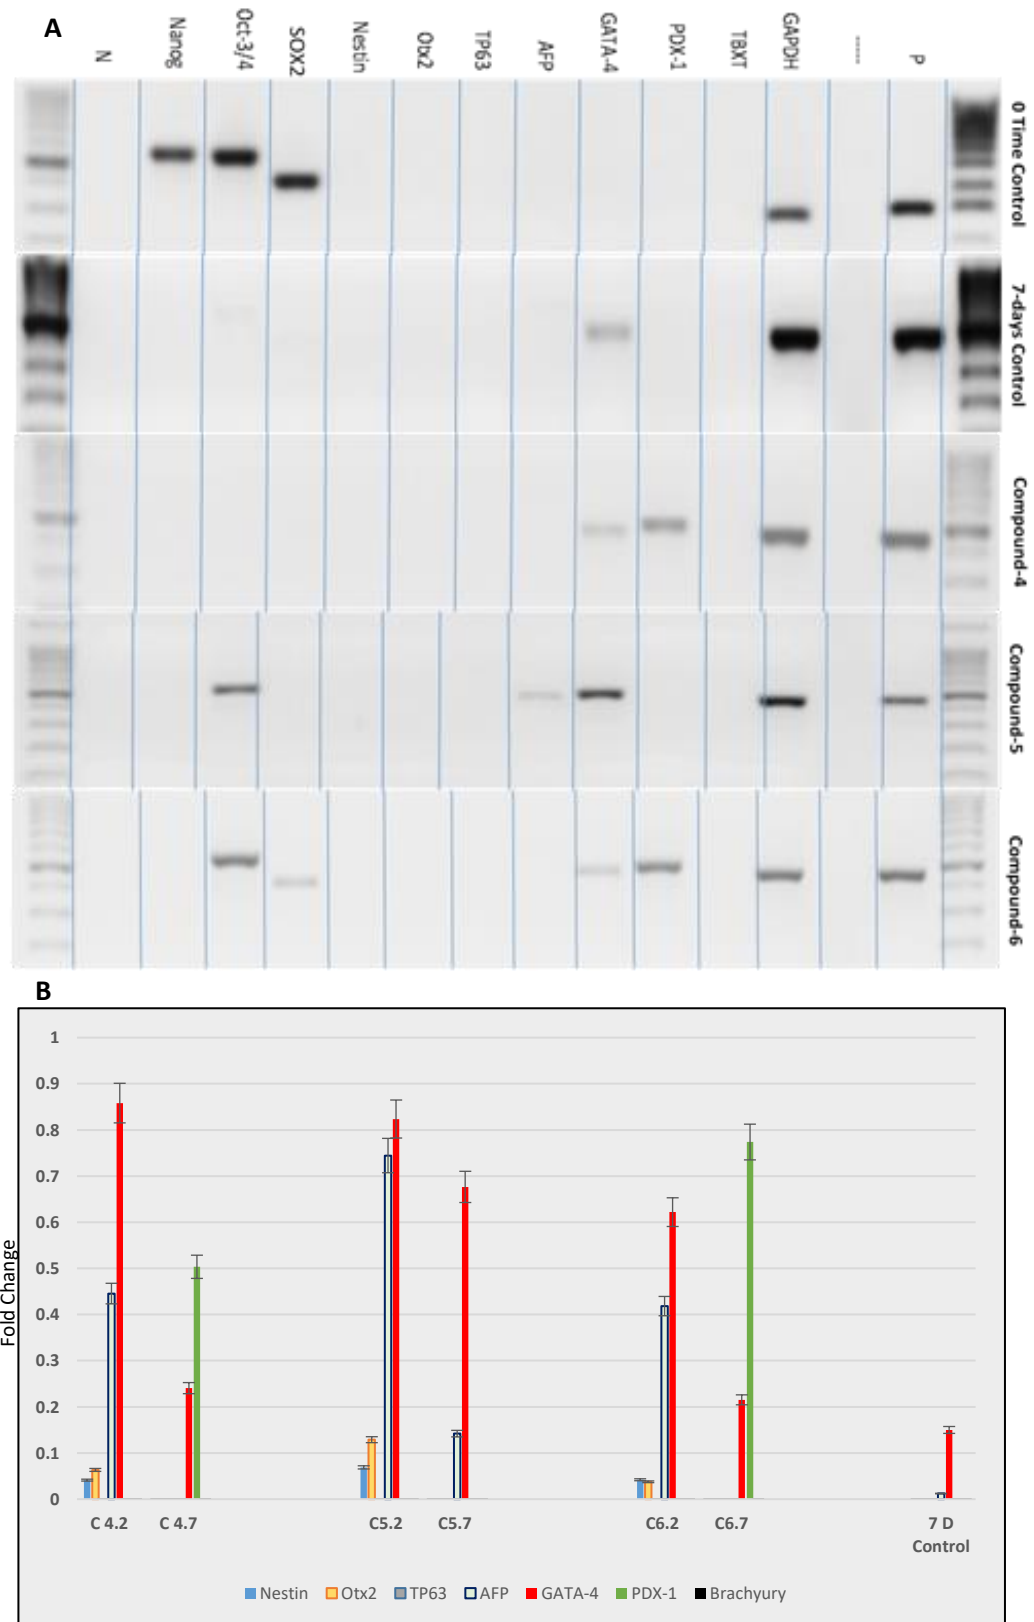 A
N Nanog Oct-3/4 SOX2 Nestin Otx2 TP63 AFP GATA-4 PDX-1 TBXT GAPDH ---- P
0 Time Control
7-days Control
Compound-4
Compound-5
Compound-6
B
Fold Change
1
0.9
0.8
0.7
0.6
0.5
0.4
0.3
0.2
0.1
0
C 4.2 C 4.7 C5.2 C5.7 C6.2 C6.7 7 D
Control
Nestin Otx2 TP63 AFP GATA-4 PDX-1 Brachyury